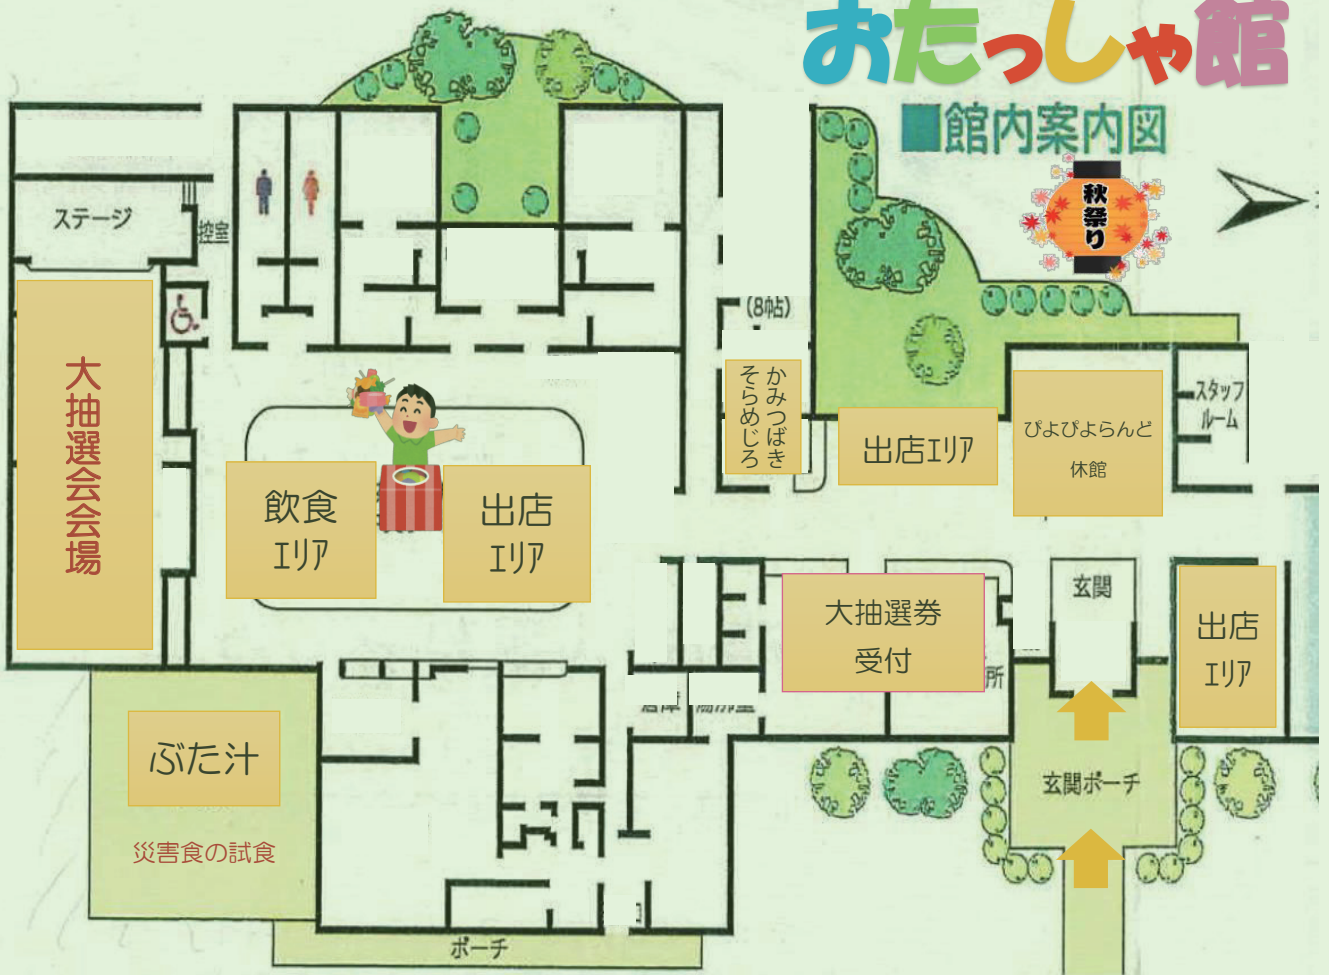 おたっしゃ館
■館内案内図
秋祭り
ステージ
控室
(8帖)
大抽選会会場
かみつばき
そらめじろ
出店エリア
ぴよぴよらんど
休館
スタッフ
ルーム
飲食
エリア
出店
エリア
玄関
大抽選券
受付
所
出店
エリア
ぶた汁
災害食の試食
玄関ポーチ
ポーチ